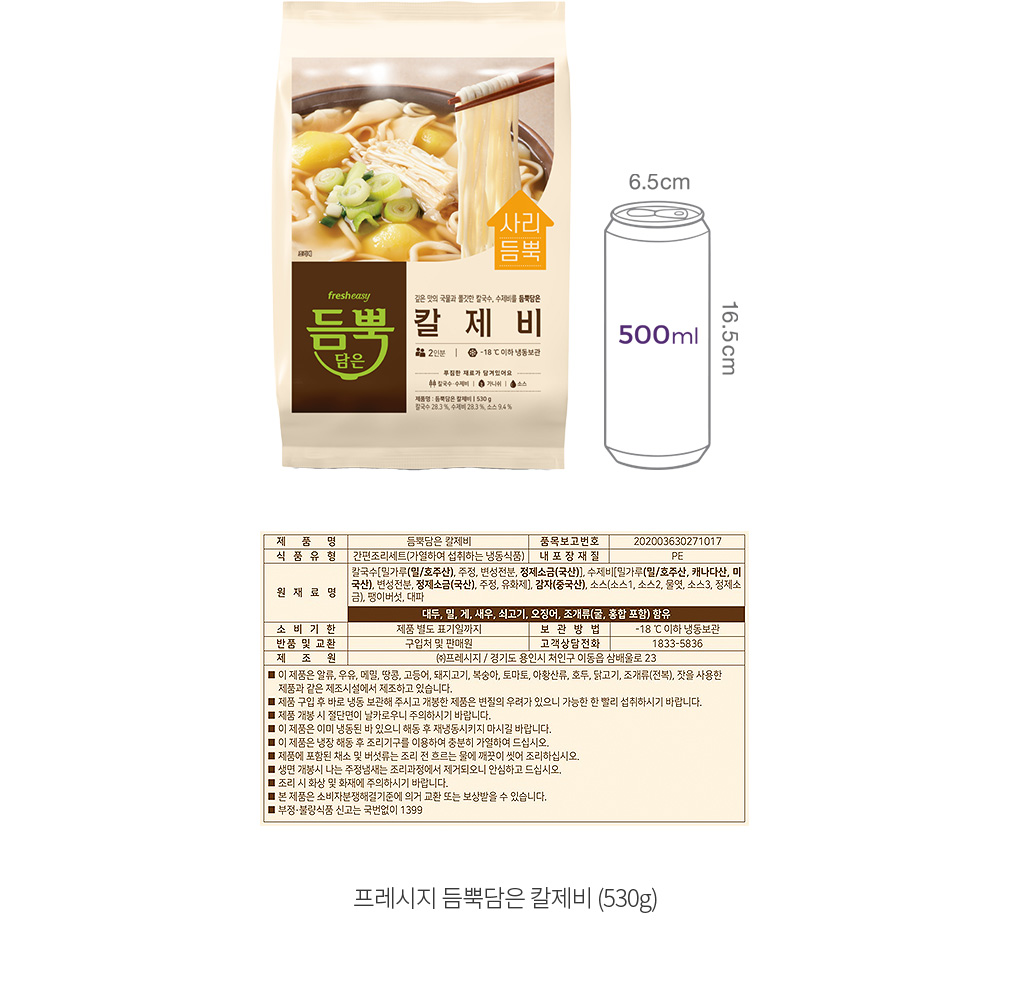 사리
듬뿍
fresheasy
듬뿍
담은
깊은 맛의 국물과 쫄깃한 칼국수, 수제비를 듬뿍담은
칼제비
2인분 | -18 ℃ 이하 냉동보관
푸짐한 재료가 담겨있어요
칼국수·수제비 | 가니쉬 | 소스
제품명 : 듬뿍담은 칼제비 | 530 g
칼국수 28.3 %, 수제비 28.3 %, 소스 9.4 %
6.5cm
500ml
16.5cm
제품명 듬뿍담은 칼제비 품목보고번호 202003630271017
식품유형 간편조리세트(가열하여 섭취하는 냉동식품) 내포장재질 PE
원재료명 칼국수[밀가루(밀/호주산), 주정, 변성전분, 정제소금(국산)], 수제비[밀가루(밀/호주산, 캐나다산, 미
국산), 변성전분, 정제소금(국산), 주정, 유화제], 감자(중국산), 소스(소스1, 소스2, 물엿, 소스3, 정제소
금), 팽이버섯, 대파
대두, 밀, 게, 새우, 쇠고기, 오징어, 조개류(굴, 홍합 포함) 함유
소비기한 제품 별도 표기일까지 보관방법 -18 ℃ 이하 냉동보관
반품 및 교환 구입처 및 판매원 고객상담전화 1833-5836
제조원 ㈜프레시지 / 경기도 용인시 처인구 이동읍 삼배울로 23
■ 이 제품은 알류, 우유, 메밀, 땅콩, 고등어, 돼지고기, 복숭아, 토마토, 아황산류, 호두, 닭고기, 조개류(전복), 잣을 사용한
제품과 같은 제조시설에서 제조하고 있습니다.
■ 제품 구입 후 바로 냉동 보관해 주시고 개봉한 제품은 변질의 우려가 있으니 가능한 한 빨리 섭취하시기 바랍니다.
■ 제품 개봉 시 절단면이 날카로우니 주의하시기 바랍니다.
■ 이 제품은 이미 냉동된 바 있으니 해동 후 재냉동시키지 마시길 바랍니다.
■ 이 제품은 냉장 해동 후 조리기구를 이용하여 충분히 가열하여 드십시오.
■ 제품에 포함된 채소 및 버섯류는 조리 전 흐르는 물에 깨끗이 씻어 조리하십시오.
■ 생면 개봉시 나는 주정냄새는 조리과정에서 제거되오니 안심하고 드십시오.
■ 조리 시 화상 및 화재에 주의하시기 바랍니다.
■ 본 제품은 소비자분쟁해결기준에 의거 교환 또는 보상받을 수 있습니다.
■ 부정·불량식품 신고는 국번없이 1399
프레시지 듬뿍담은 칼제비 (530g)